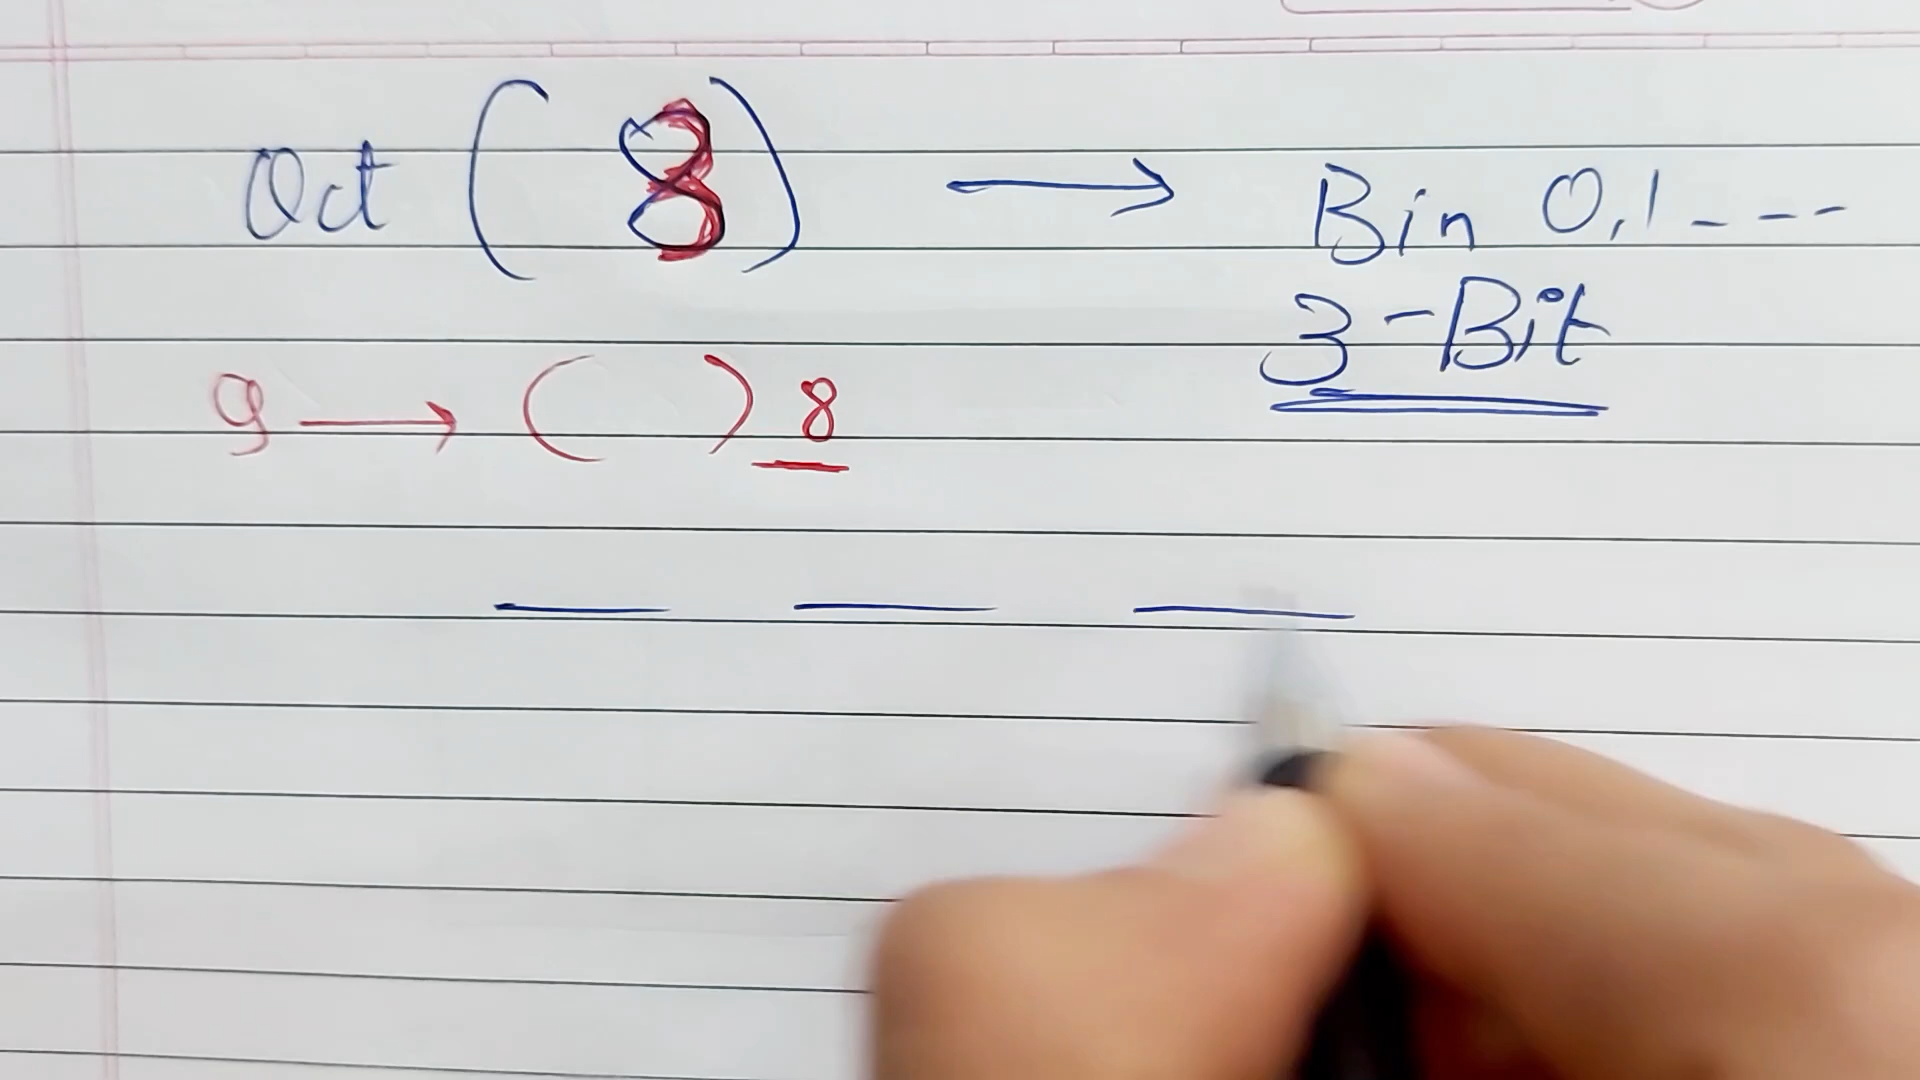 Oct ( 8 ) → Bin 0,1 - - - -
3-Bit
9 → ( ) 8